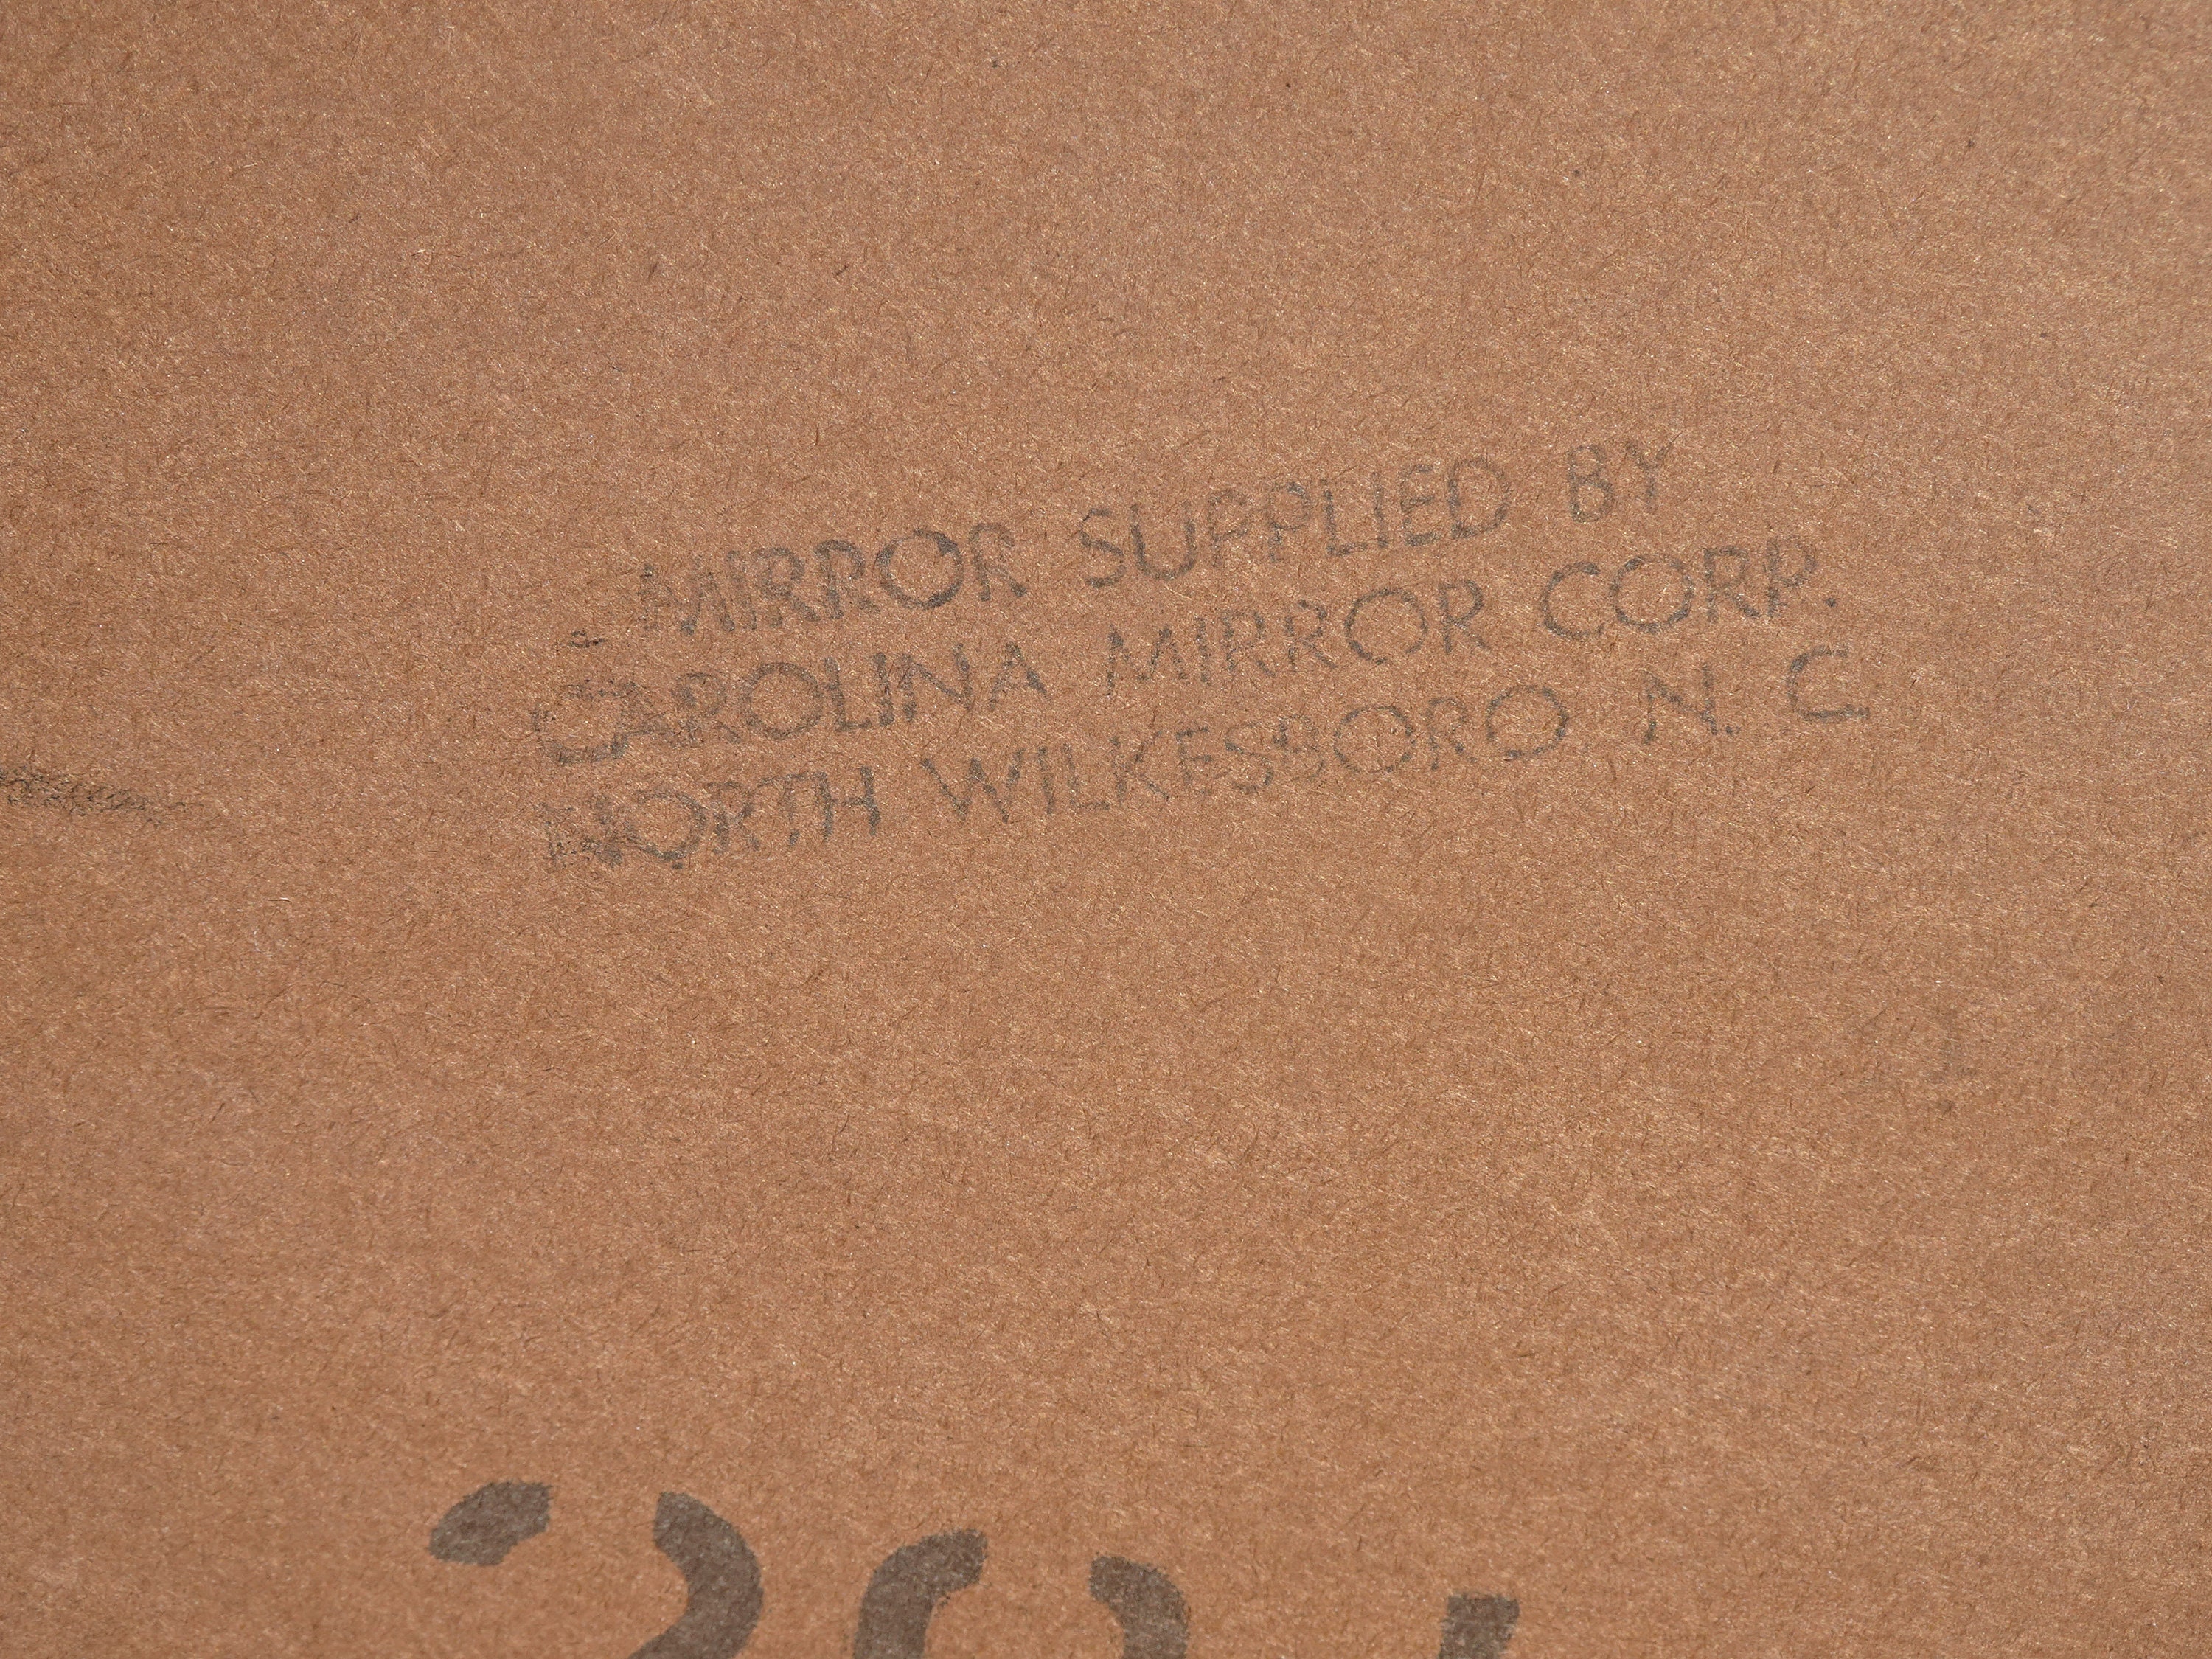 MIRROR SUPPLIED BY
CAROLINA MIRROR CORP.
NORTH WILKESBORO, N. C.